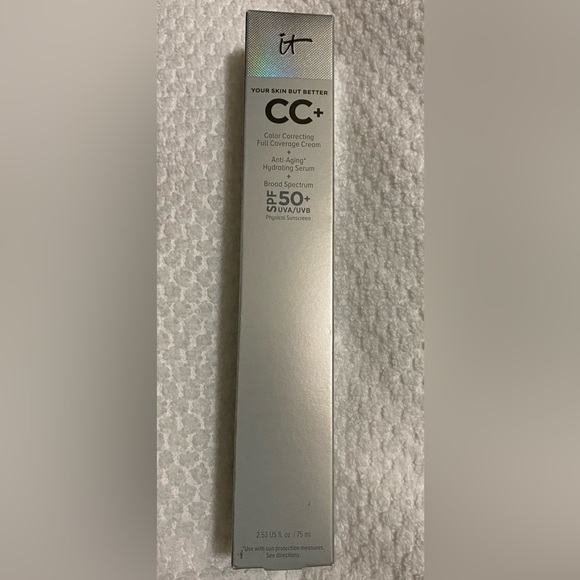 it
YOUR SKIN BUT BETTER
CC+
Color Correcting
Full Coverage Cream
+
Anti-Aging*
Hydrating Serum
+
Broad Spectrum
SPF 50+
UVA/UVB
Physical Sunscreen
2.53 US fl. oz / 75 ml
*Use with sun protection measures.
See directions.